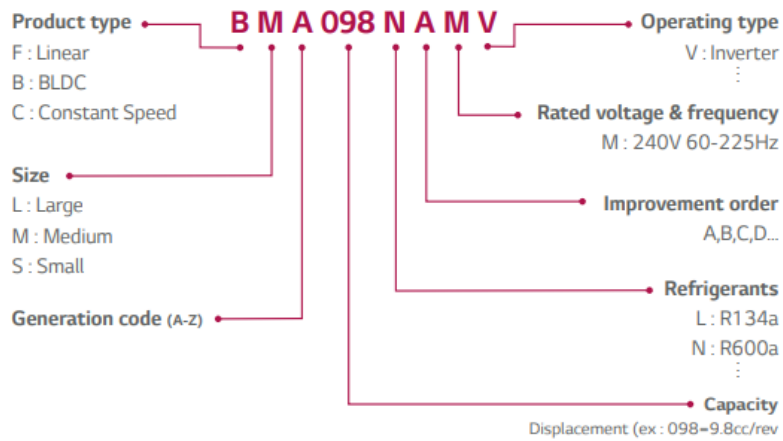 BMA098NAMV
Product type
F : Linear
B : BLDC
C : Constant Speed
Size
L : Large
M : Medium
S : Small
Generation code (A-Z)
Operating type
V : Inverter
⋮
Rated voltage & frequency
M : 240V 60-225Hz
Improvement order
A,B,C,D...
Refrigerants
L : R134a
N : R600a
⋮
Capacity
Displacement (ex : 098=9.8cc/rev